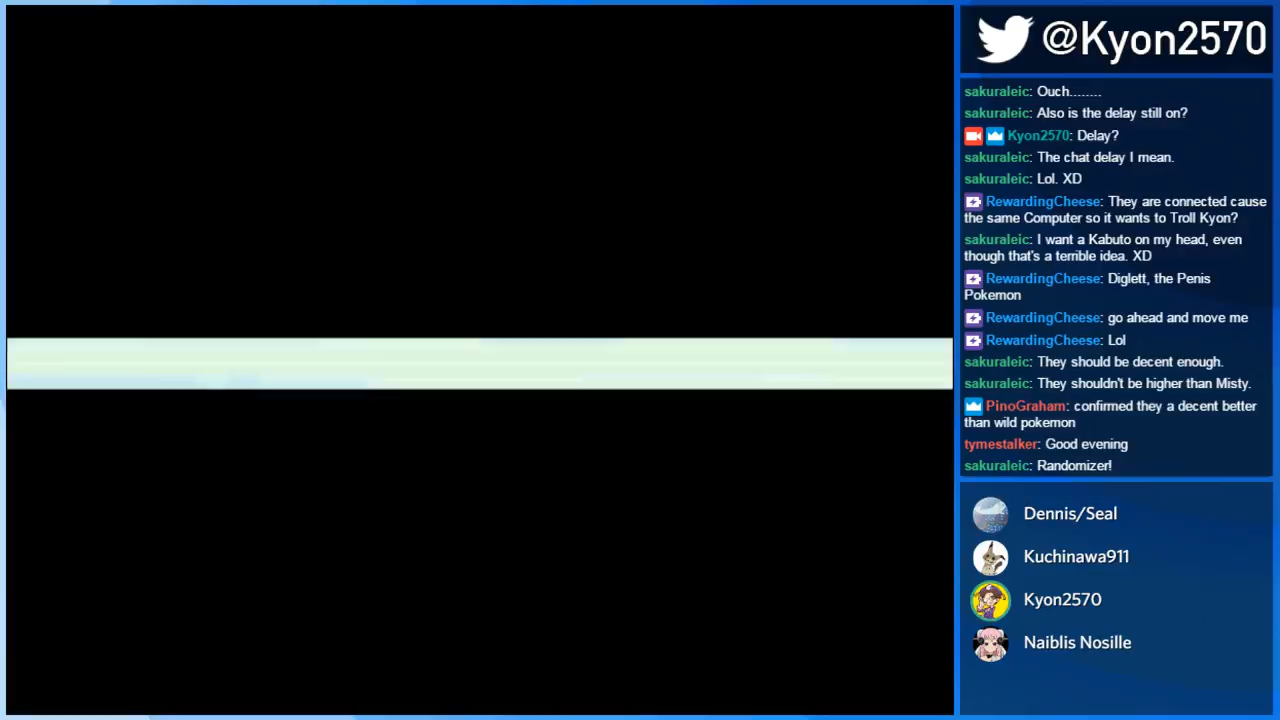 @Kyon2570
sakuraleic: Ouch........
sakuraleic: Also is the delay still on?
Kyon2570: Delay?
sakuraleic: The chat delay I mean.
sakuraleic: Lol. XD
RewardingCheese: They are connected cause
the same Computer so it wants to Troll Kyon?
sakuraleic: I want a Kabuto on my head, even
though that's a terrible idea. XD
RewardingCheese: Diglett, the Penis
Pokemon
RewardingCheese: go ahead and move me
RewardingCheese: Lol
sakuraleic: They should be decent enough.
sakuraleic: They shouldn't be higher than Misty.
PinoGraham: confirmed they a decent better
than wild pokemon
tymestalker: Good evening
sakuraleic: Randomizer!
Dennis/Seal
Kuchinawa911
Kyon2570
Naiblis Nosille